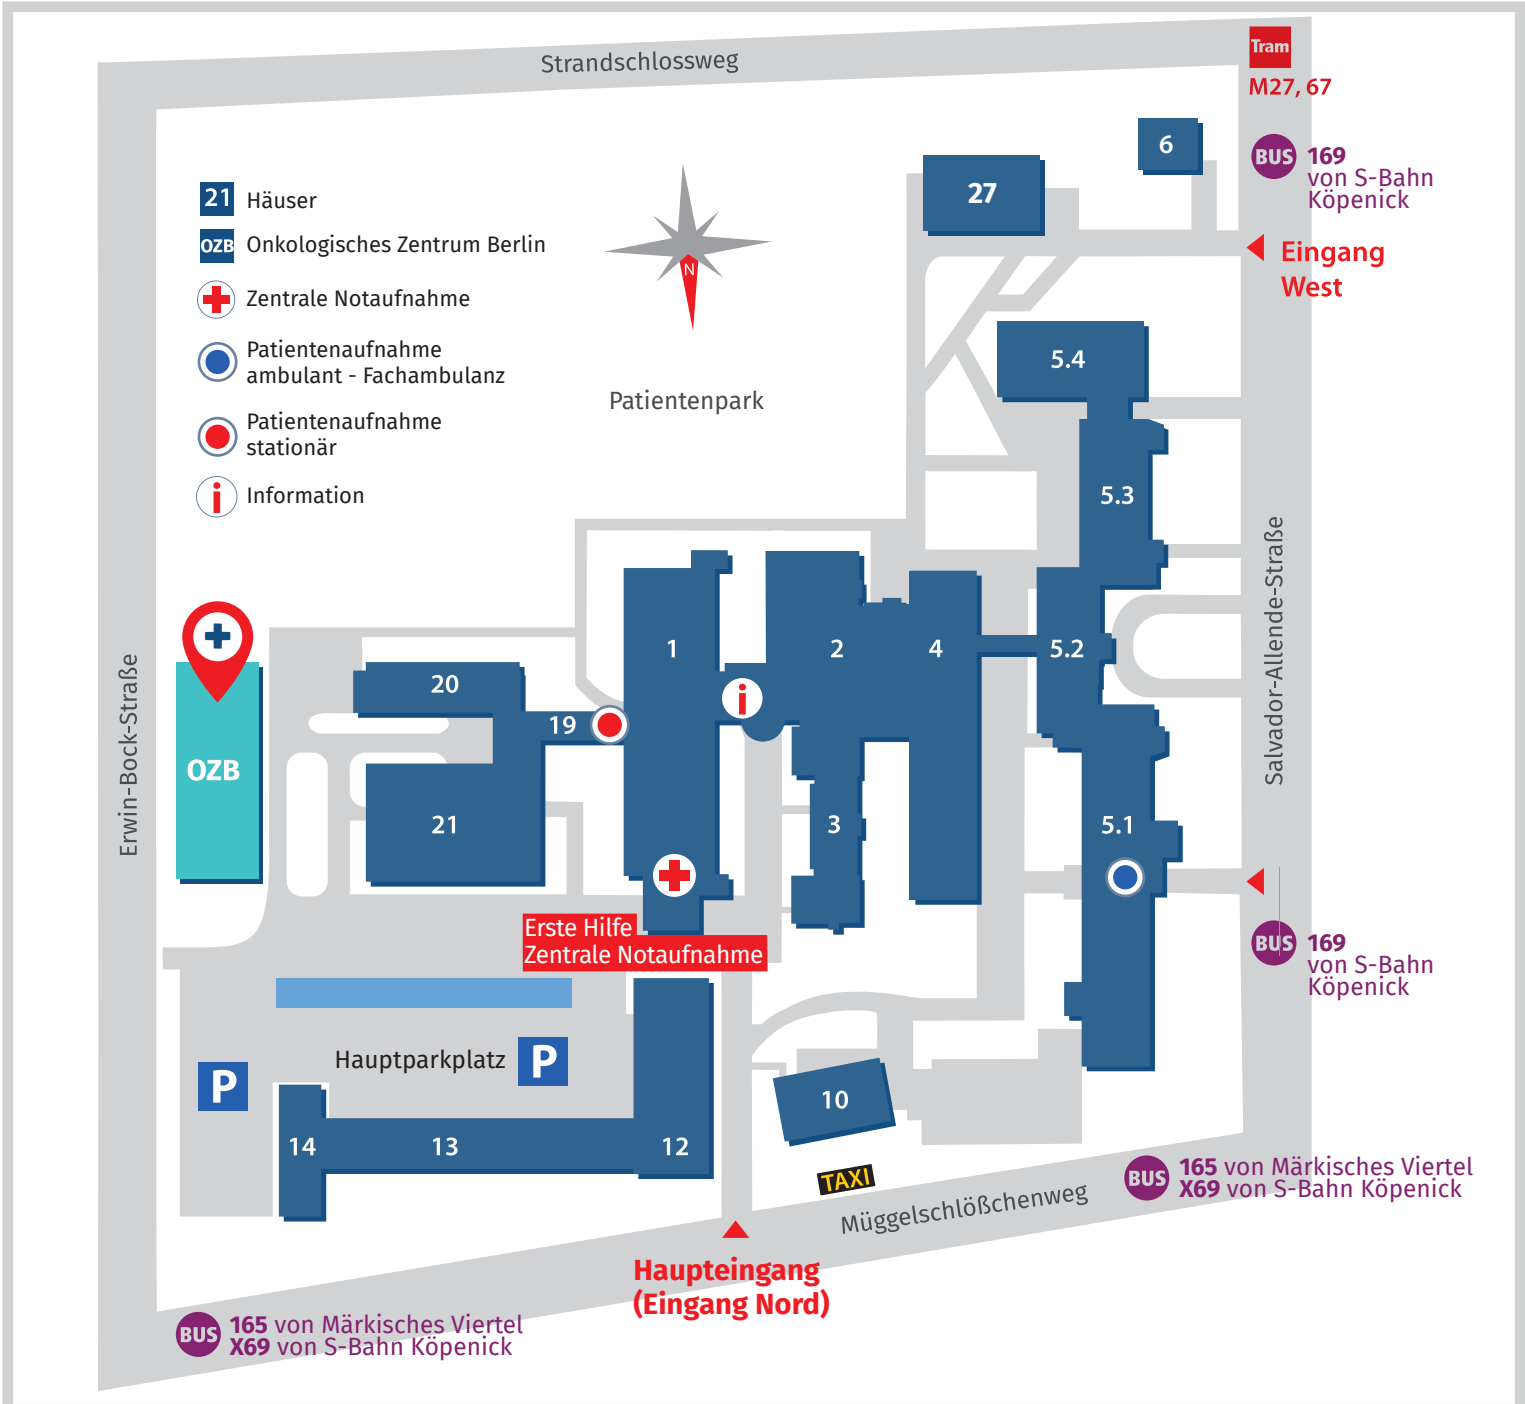 Strandschlossweg
Tram
M27, 67
6
BUS 169
von S-Bahn
Köpenick
27
21 Häuser
OZB Onkologisches Zentrum Berlin
Zentrale Notaufnahme
Patientenaufnahme
ambulant - Fachambulanz
Patientenaufnahme
stationär
i Information
N
Patientenpark
Eingang
West
5.4
5.3
5.2
5.1
Salvador-Allende-Straße
Erwin-Bock-Straße
OZB
20
19
21
1
i
2
4
3
Erste Hilfe
Zentrale Notaufnahme
BUS 169
von S-Bahn
Köpenick
Hauptparkplatz P
P
14
13
12
10
TAXI
Müggelschlößchenweg
BUS 165 von Märkisches Viertel
X69 von S-Bahn Köpenick
Haupteingang
(Eingang Nord)
BUS 165 von Märkisches Viertel
X69 von S-Bahn Köpenick